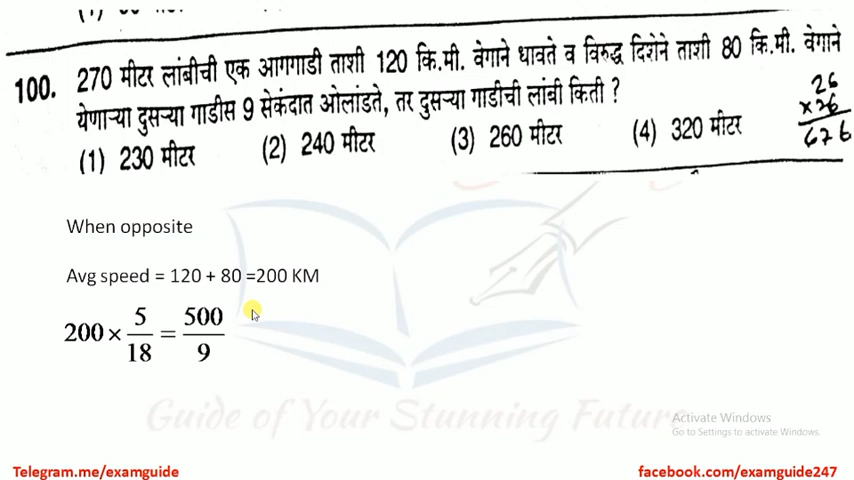 100. 270 मीटर लांबीची एक आगगाडी ताशी 120 कि.मी. वेगाने धावते व विरुद्ध दिशेने ताशी 80 कि.मी. वेगाने
येणाऱ्या दुसऱ्या गाडीस 9 सेकंदात ओलांडते, तर दुसऱ्या गाडीची लांबी किती ?
(1) 230 मीटर (2) 240 मीटर (3) 260 मीटर (4) 320 मीटर
26
×26
676
When opposite
Avg speed = 120 + 80 =200 KM
200 × 5/18 = 500/9
Guide of Your Stunning Future
Activate Windows
Go to Settings to activate Windows.
Telegram.me/examguide
facebook.com/examguide247